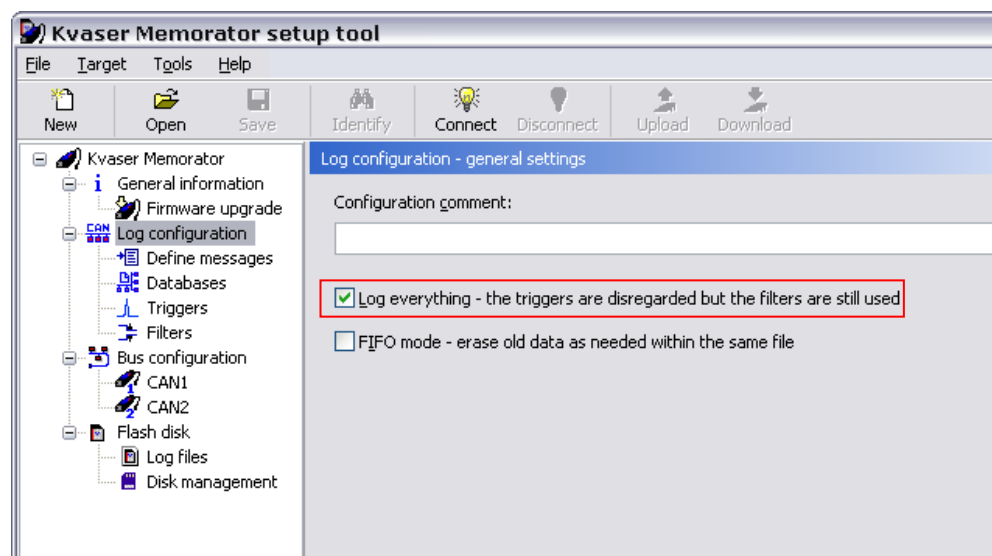 Kvaser Memorator setup tool
File Target Tools Help
New Open Save Identify Connect Disconnect Upload Download
Kvaser Memorator
General information
Firmware upgrade
CAN Log configuration
Define messages
Databases
Triggers
Filters
Bus configuration
1 CAN1
2 CAN2
Flash disk
Log files
Disk management
Log configuration - general settings
Configuration comment:
Log everything - the triggers are disregarded but the filters are still used
FIFO mode - erase old data as needed within the same file